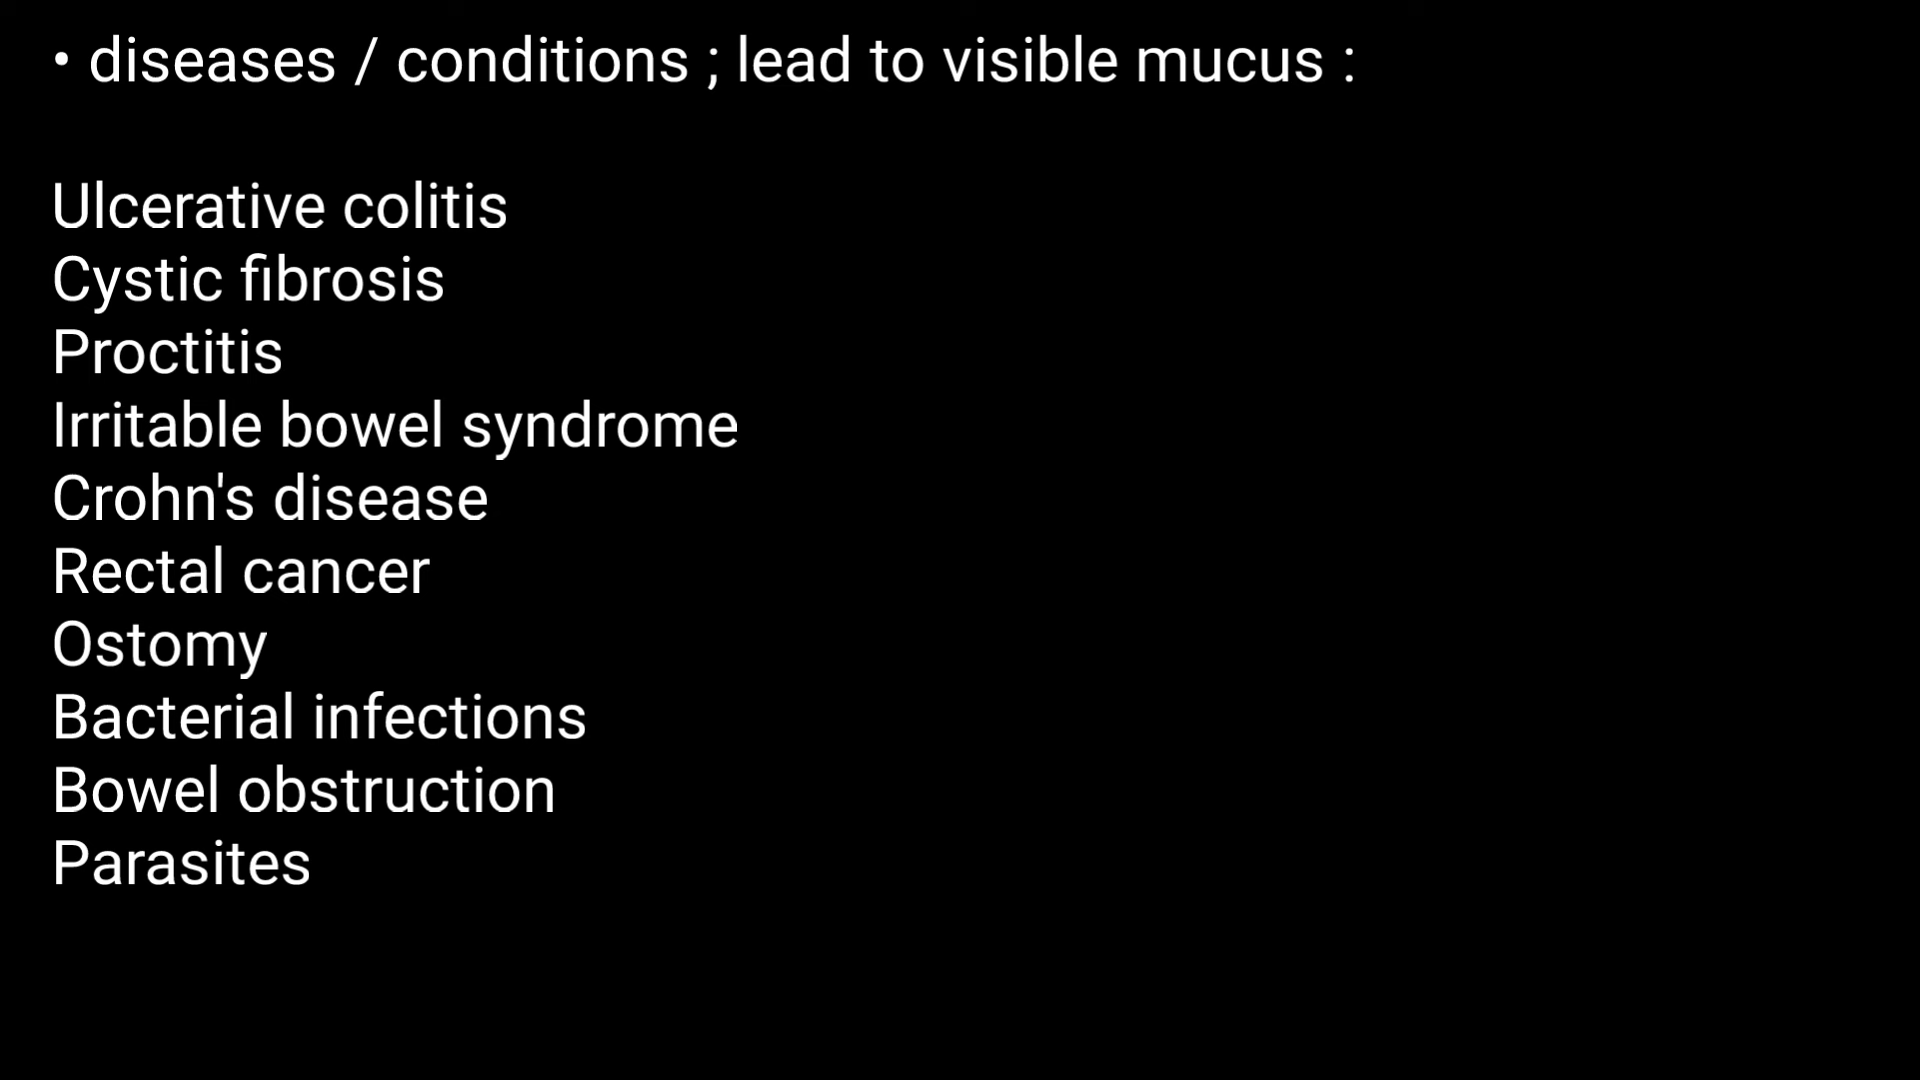 • diseases / conditions ; lead to visible mucus :
Ulcerative colitis
Cystic fibrosis
Proctitis
Irritable bowel syndrome
Crohn's disease
Rectal cancer
Ostomy
Bacterial infections
Bowel obstruction
Parasites